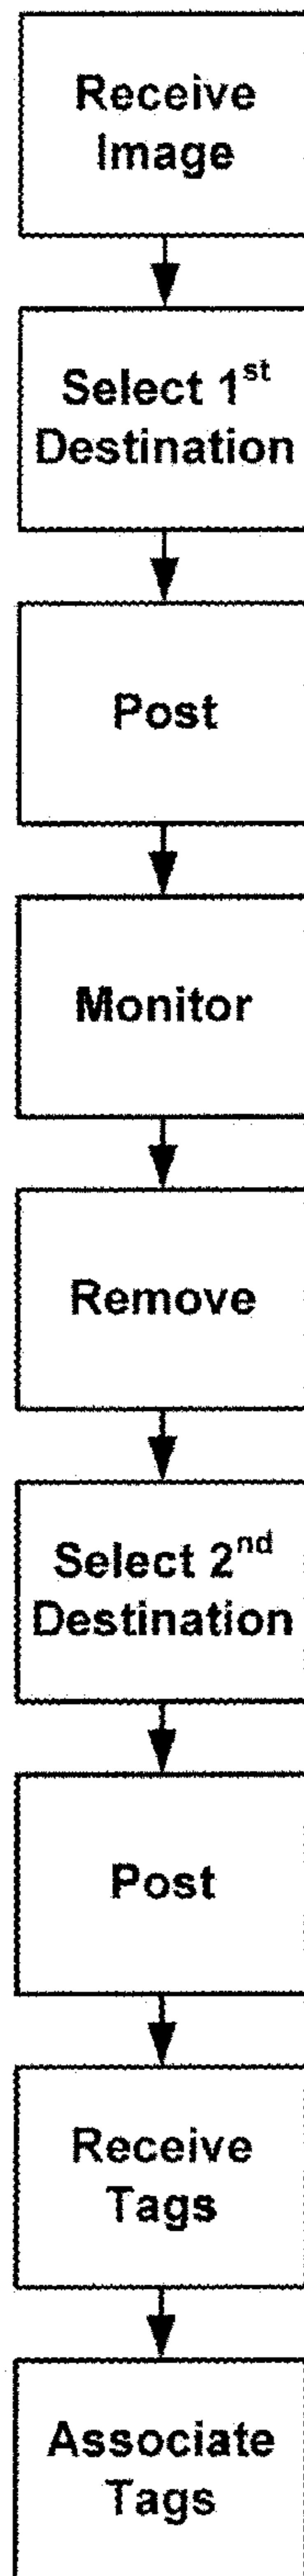 Receive
Image
Select 1st
Destination
Post
Monitor
Remove
Select 2nd
Destination
Post
Receive
Tags
Associate
Tags